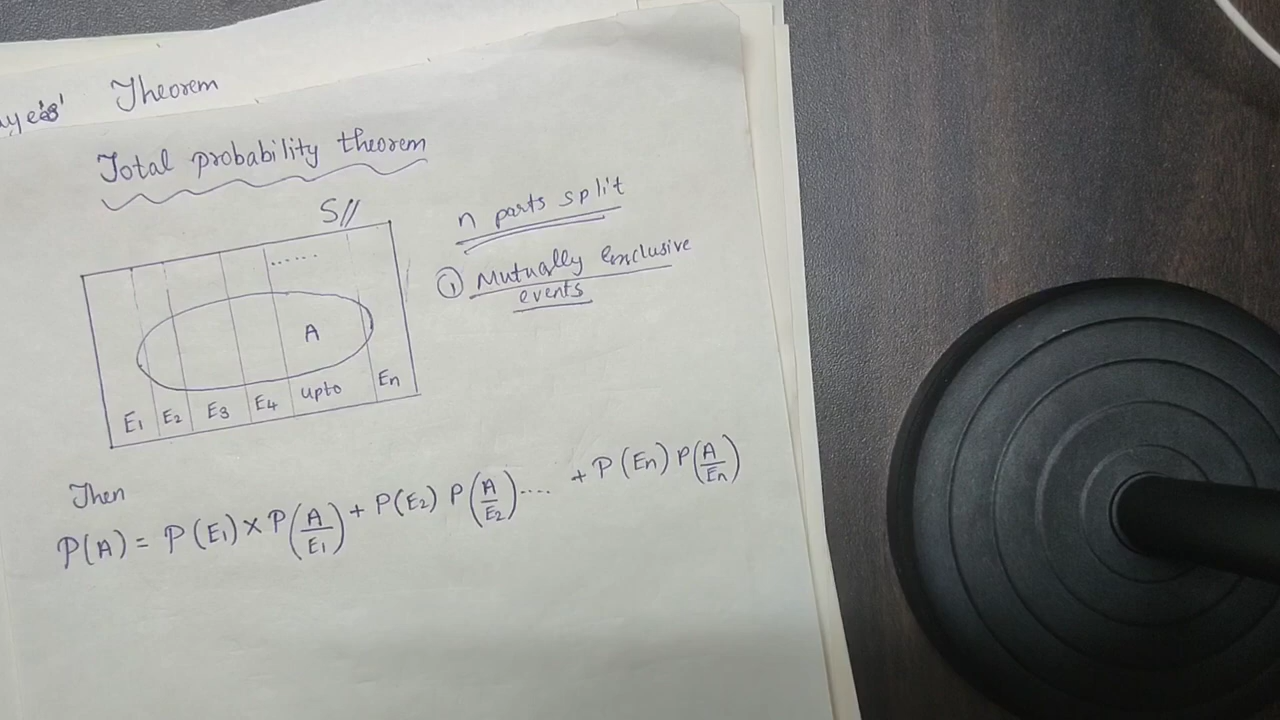 Theorem
Total probability theorem
S//
n parts split
① Mutually Exclusive
events
......
A
E₁ E₂ E₃ E₄ upto En
Then
P(A) = P(E₁) × P(A/E₁) + P(E₂) P(A/E₂) .... + P(En) P(A/En)